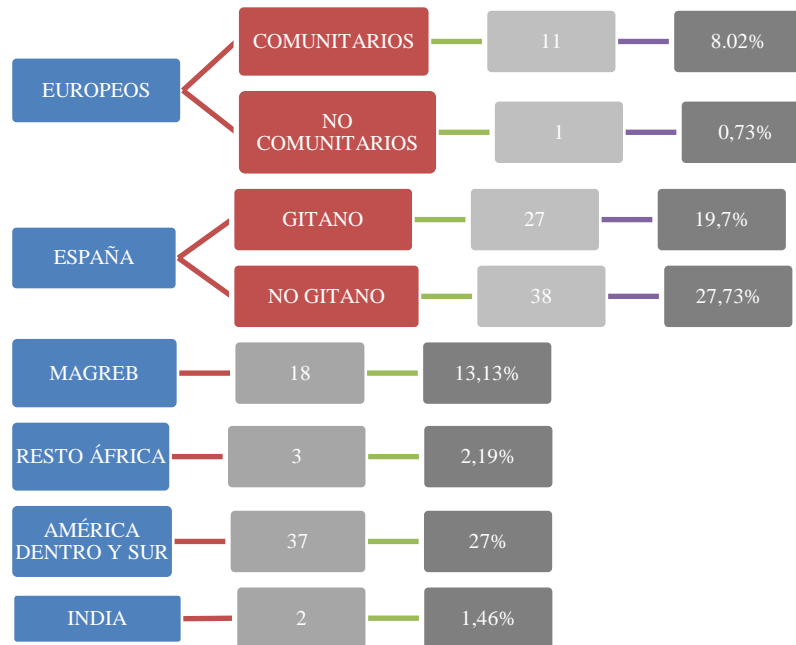 EUROPEOS
COMUNITARIOS
11
8.02%
NO
COMUNITARIOS
1
0,73%
ESPAÑA
GITANO
27
19,7%
NO GITANO
38
27,73%
MAGREB
18
13,13%
RESTO ÁFRICA
3
2,19%
AMÉRICA
DENTRO Y SUR
37
27%
INDIA
2
1,46%